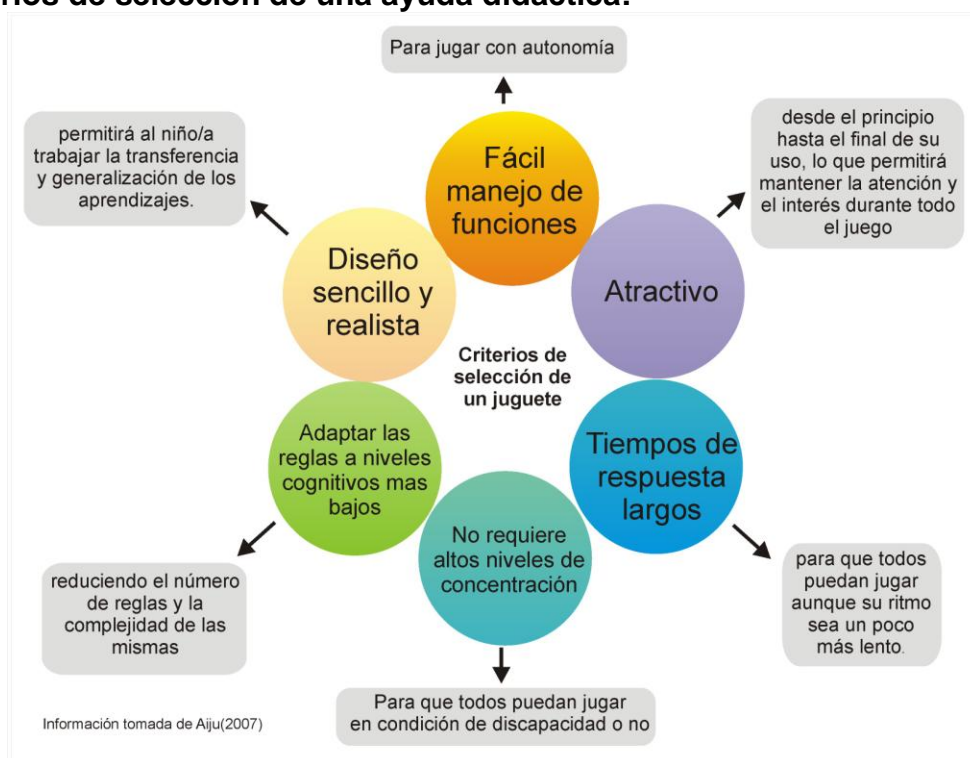 rios de selección de una ayuda didáctica:
Para jugar con autonomía
Fácil
manejo de
funciones
desde el principio
hasta el final de su
uso, lo que permitirá
mantener la atención y
el interés durante todo
el juego
Atractivo
Tiempos de
respuesta
largos
para que todos
puedan jugar
aunque su ritmo
sea un poco
más lento.
No requiere
altos niveles de
concentración
Para que todos puedan jugar
en condición de discapacidad o no
Adaptar las
reglas a niveles
cognitivos mas
bajos
reduciendo el número
de reglas y la
complejidad de las
mismas
Diseño
sencillo y
realista
permitirá al niño/a
trabajar la transferencia
y generalización de los
aprendizajes.
Criterios de
selección de
un juguete
Información tomada de Aiju(2007)